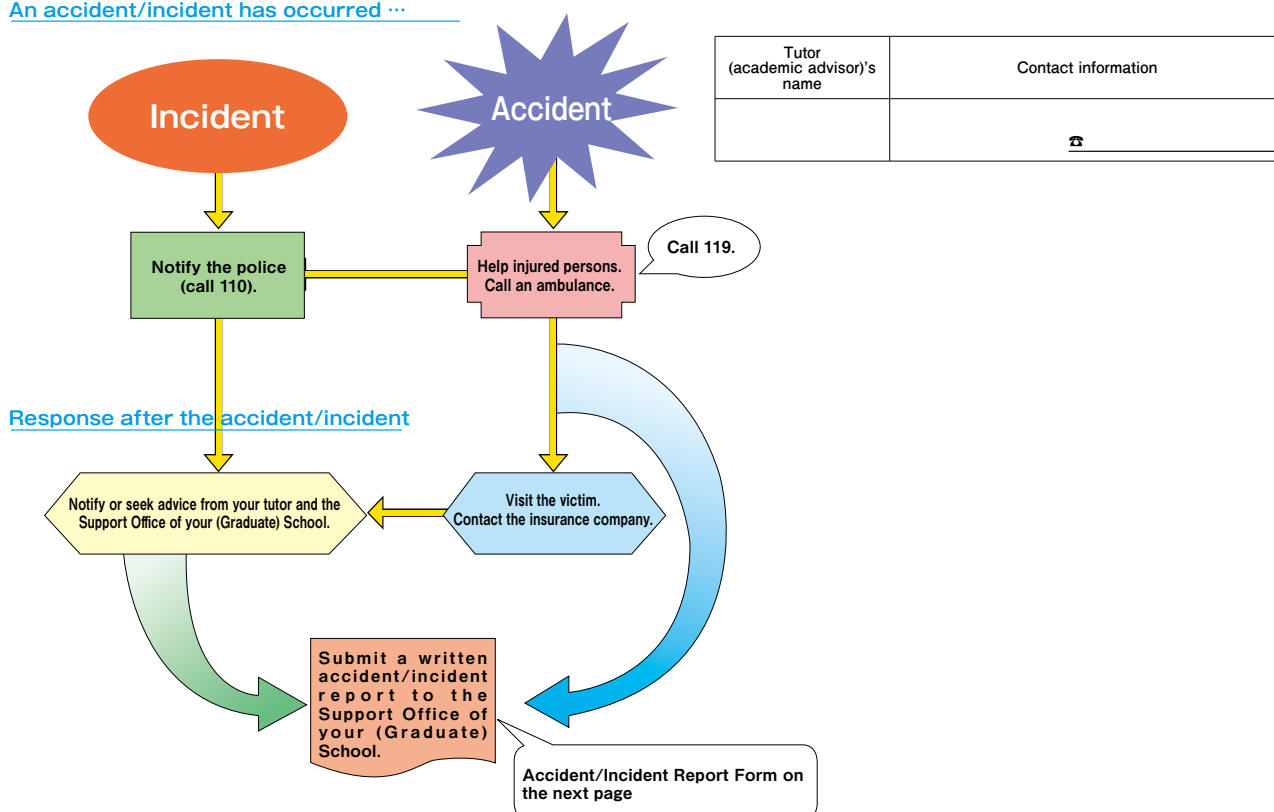 An accident/incident has occurred …
Incident
Accident
Tutor
(academic advisor)'s
name
Contact information
☎
Notify the police
(call 110).
Help injured persons.
Call an ambulance.
Call 119.
Response after the accident/incident
Notify or seek advice from your tutor and the
Support Office of your (Graduate) School.
Visit the victim.
Contact the insurance company.
Submit a written
accident/incident
report to the
Support Office of
your (Graduate)
School.
Accident/Incident Report Form on
the next page